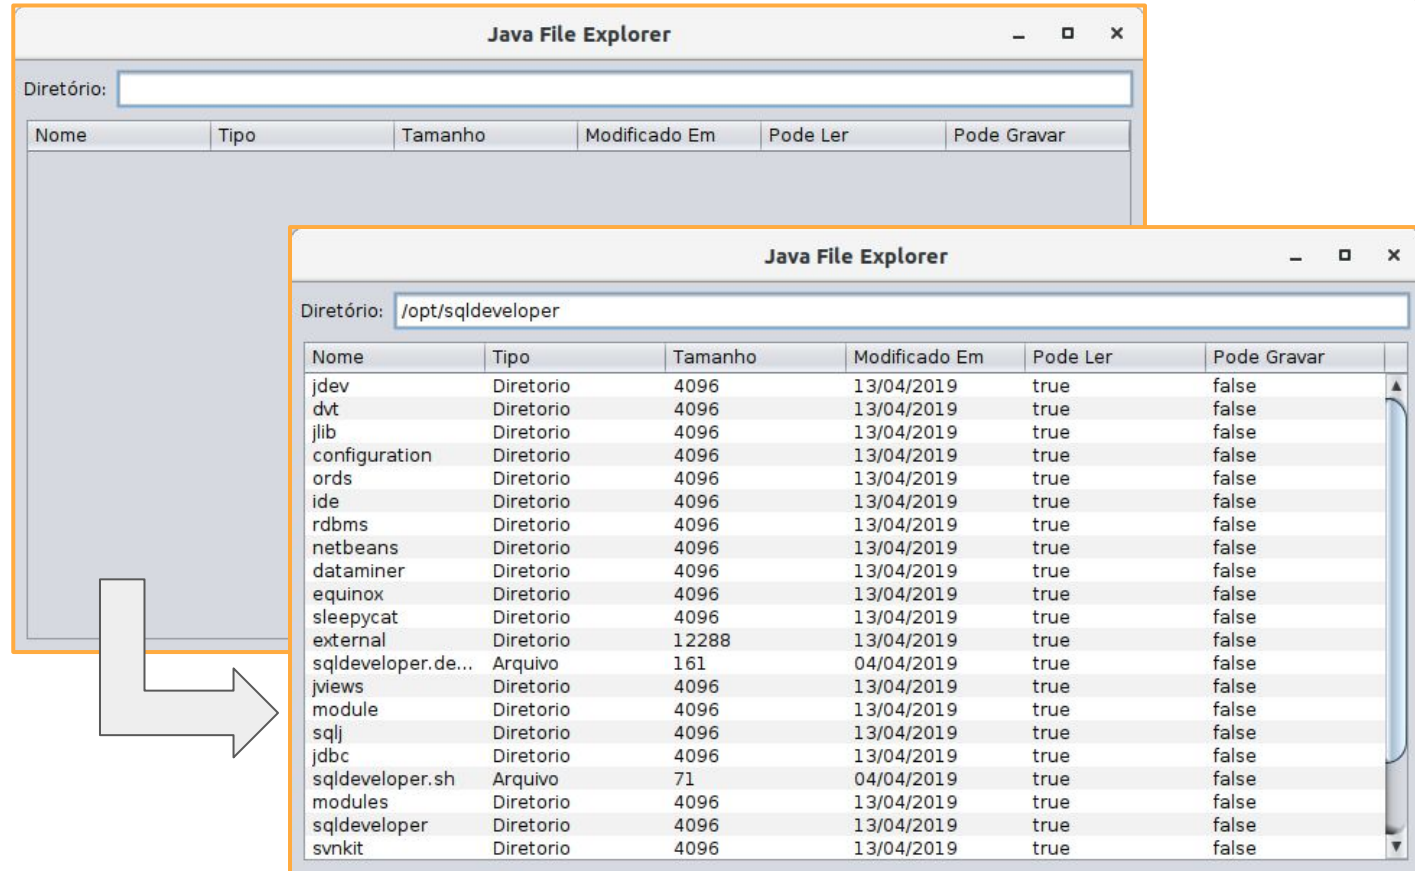 Java File Explorer
Diretório:
Nome Tipo Tamanho Modificado Em Pode Ler Pode Gravar
Java File Explorer
Diretório: /opt/sqldeveloper
Nome Tipo Tamanho Modificado Em Pode Ler Pode Gravar
jdev Diretorio 4096 13/04/2019 true false
dvt Diretorio 4096 13/04/2019 true false
jlib Diretorio 4096 13/04/2019 true false
configuration Diretorio 4096 13/04/2019 true false
ords Diretorio 4096 13/04/2019 true false
ide Diretorio 4096 13/04/2019 true false
rdbms Diretorio 4096 13/04/2019 true false
netbeans Diretorio 4096 13/04/2019 true false
dataminer Diretorio 4096 13/04/2019 true false
equinox Diretorio 4096 13/04/2019 true false
sleepycat Diretorio 4096 13/04/2019 true false
external Diretorio 12288 13/04/2019 true false
sqldeveloper.de... Arquivo 161 04/04/2019 true false
jviews Diretorio 4096 13/04/2019 true false
module Diretorio 4096 13/04/2019 true false
sqlj Diretorio 4096 13/04/2019 true false
jdbc Diretorio 4096 13/04/2019 true false
sqldeveloper.sh Arquivo 71 04/04/2019 true false
modules Diretorio 4096 13/04/2019 true false
sqldeveloper Diretorio 4096 13/04/2019 true false
svnkit Diretorio 4096 13/04/2019 true false